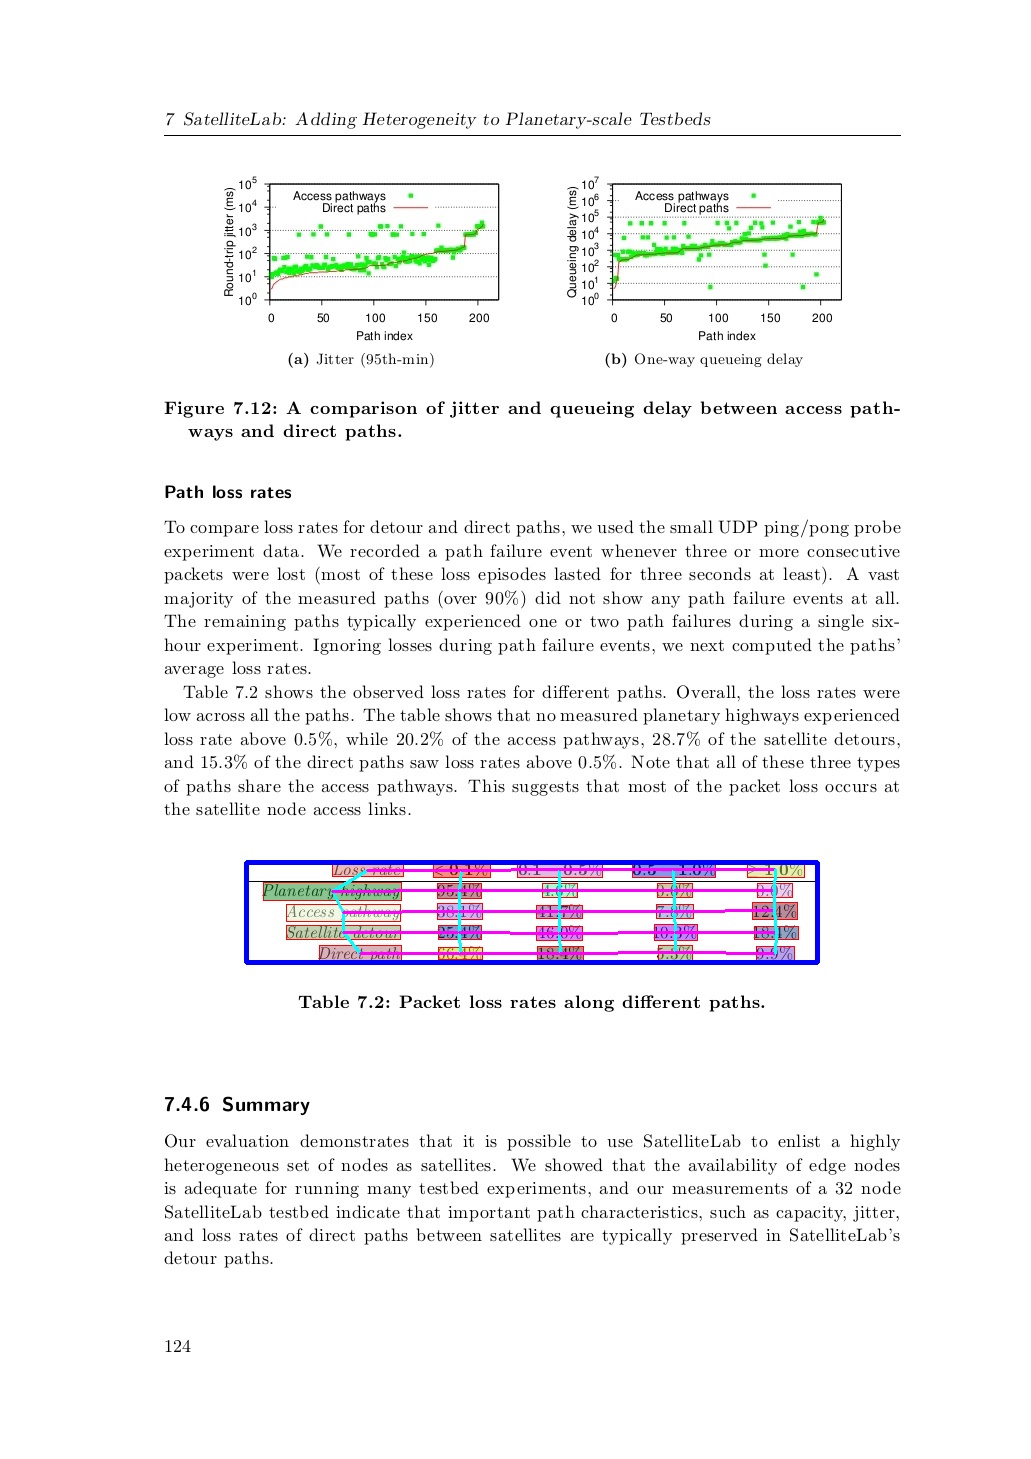 7 SatelliteLab: Adding Heterogeneity to Planetary-scale Testbeds
Round-trip jitter (ms)
10^5
10^4
10^3
10^2
10^1
10^0
Access pathways
Direct paths
0 50 100 150 200
Path index
(a) Jitter (95th-min)
Queueing delay (ms)
10^7
10^6
10^5
10^4
10^3
10^2
10^1
10^0
Access pathways
Direct paths
0 50 100 150 200
Path index
(b) One-way queueing delay
Figure 7.12: A comparison of jitter and queueing delay between access path-
ways and direct paths.
Path loss rates
To compare loss rates for detour and direct paths, we used the small UDP ping/pong probe
experiment data. We recorded a path failure event whenever three or more consecutive
packets were lost (most of these loss episodes lasted for three seconds at least). A vast
majority of the measured paths (over 90%) did not show any path failure events at all.
The remaining paths typically experienced one or two path failures during a single six-
hour experiment. Ignoring losses during path failure events, we next computed the paths'
average loss rates.
Table 7.2 shows the observed loss rates for different paths. Overall, the loss rates were
low across all the paths. The table shows that no measured planetary highways experienced
loss rate above 0.5%, while 20.2% of the access pathways, 28.7% of the satellite detours,
and 15.3% of the direct paths saw loss rates above 0.5%. Note that all of these three types
of paths share the access pathways. This suggests that most of the packet loss occurs at
the satellite node access links.
Loss rate < 0.1% 0.1 - 0.5% 0.5 - 1.0% > 1.0%
Planetary highway 95.4% 4.6% 0.0% 0.0%
Access pathway 38.1% 41.7% 7.8% 12.4%
Satellite detour 25.4% 18.4%
Direct path 18.4% 9.9%
Table 7.2: Packet loss rates along different paths.
7.4.6 Summary
Our evaluation demonstrates that it is possible to use SatelliteLab to enlist a highly
heterogeneous set of nodes as satellites. We showed that the availability of edge nodes
is adequate for running many testbed experiments, and our measurements of a 32 node
SatelliteLab testbed indicate that important path characteristics, such as capacity, jitter,
and loss rates of direct paths between satellites are typically preserved in SatelliteLab's
detour paths.
124